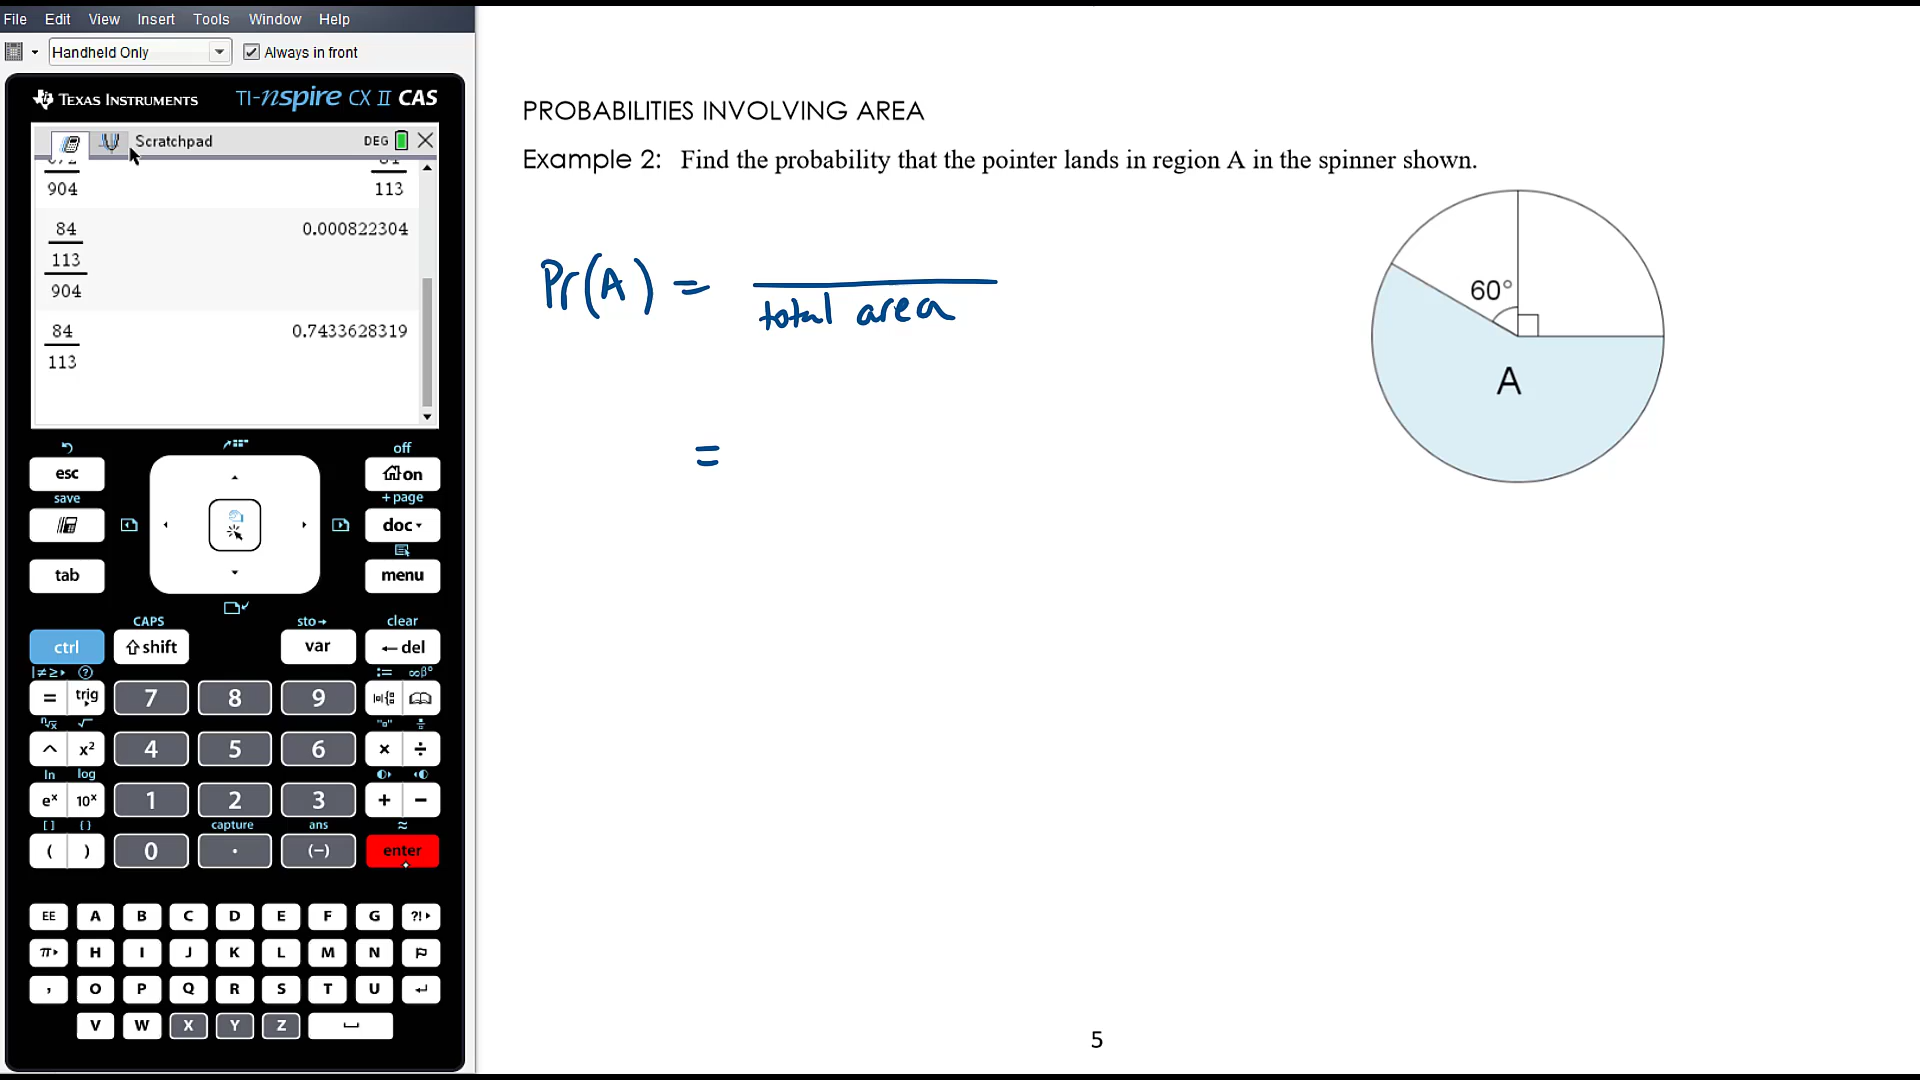 File Edit View Insert Tools Window Help
Handheld Only Always in front
TEXAS INSTRUMENTS TI-nspire CX II CAS
Scratchpad DEG
904 113
84 0.000822304
113
904
84 0.7433628319
113
PROBABILITIES INVOLVING AREA
Example 2: Find the probability that the pointer lands in region A in the spinner shown.
Pr(A) =
total area
=
60°
A
off
esc on
save + page
doc
tab menu
CAPS sto→ clear
ctrl ⇧shift var ←del
|≠≥▸ ? := ∞β°
= trig 7 8 9 |▫|{
ⁿ√x √ "▫" ÷
^ x² 4 5 6 × ÷
ln log
eˣ 10ˣ 1 2 3 + −
[ ] { } capture ans ≈
( ) 0 . (−) enter
EE A B C D E F G ?!▸
π▸ H I J K L M N
, O P Q R S T U ↵
V W X Y Z
5